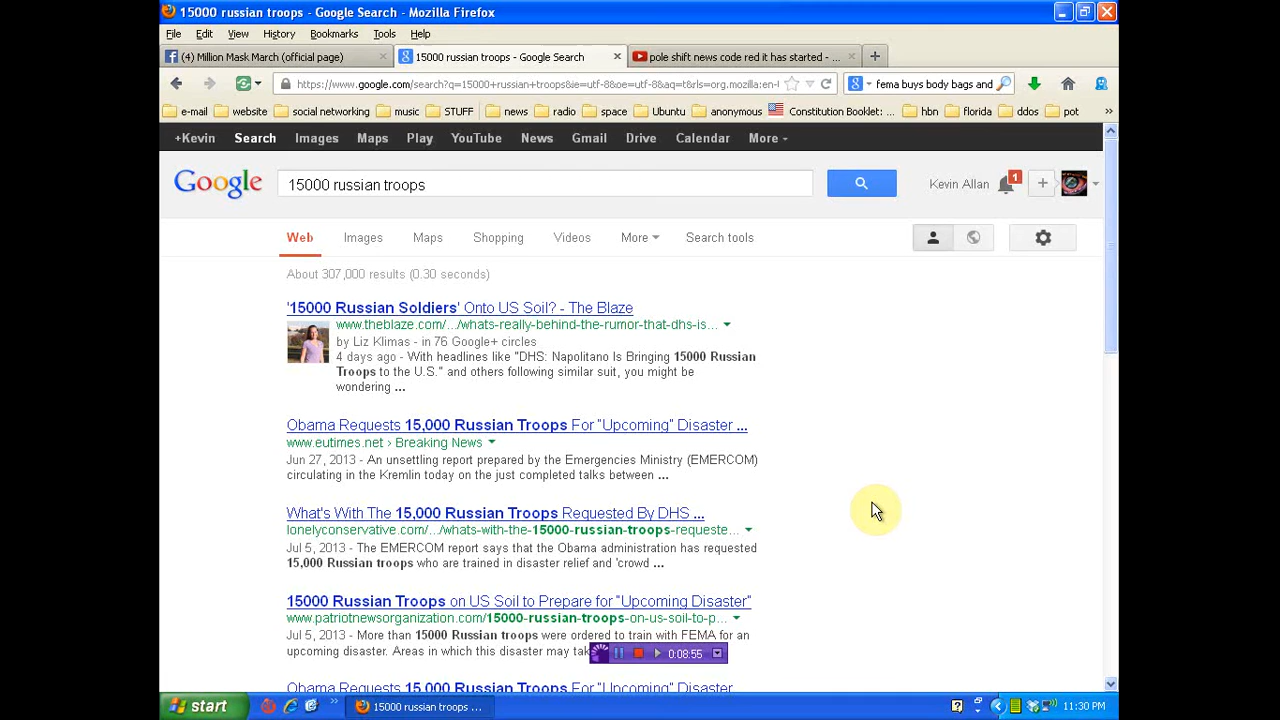 15000 russian troops - Google Search - Mozilla Firefox
File Edit View History Bookmarks Tools Help
(4) Million Mask March (official page) × 15000 russian troops - Google Search × pole shift news code red it has started - ... × +
https://www.google.com/search?q=15000+russian+troops&ie=utf-8&oe=utf-8&aq=t&rls=org.mozilla:en-U fema buys body bags and
e-mail website social networking music STUFF news radio space Ubuntu anonymous Constitution Booklet: ... hbn florida ddos pot »
+Kevin Search Images Maps Play YouTube News Gmail Drive Calendar More
Google 15000 russian troops Kevin Allan 1 +
Web Images Maps Shopping Videos More Search tools
About 307,000 results (0.30 seconds)
'15000 Russian Soldiers' Onto US Soil? - The Blaze
www.theblaze.com/.../whats-really-behind-the-rumor-that-dhs-is...
by Liz Klimas - in 76 Google+ circles
4 days ago - With headlines like "DHS: Napolitano Is Bringing 15000 Russian
Troops to the U.S." and others following similar suit, you might be
wondering ...
Obama Requests 15,000 Russian Troops For "Upcoming" Disaster ...
www.eutimes.net › Breaking News
Jun 27, 2013 - An unsettling report prepared by the Emergencies Ministry (EMERCOM)
circulating in the Kremlin today on the just completed talks between ...
What's With The 15,000 Russian Troops Requested By DHS ...
lonelyconservative.com/.../whats-with-the-15000-russian-troops-requeste...
Jul 5, 2013 - The EMERCOM report says that the Obama administration has requested
15,000 Russian troops who are trained in disaster relief and 'crowd ...
15000 Russian Troops on US Soil to Prepare for "Upcoming Disaster"
www.patriotnewsorganization.com/15000-russian-troops-on-us-soil-to-p...
Jul 5, 2013 - More than 15000 Russian troops were ordered to train with FEMA for an
upcoming disaster. Areas in which this disaster may
0:08:55
Obama Requests 15,000 Russian Troops For "Upcoming" Disaster
start 15000 russian troops ... 11:30 PM